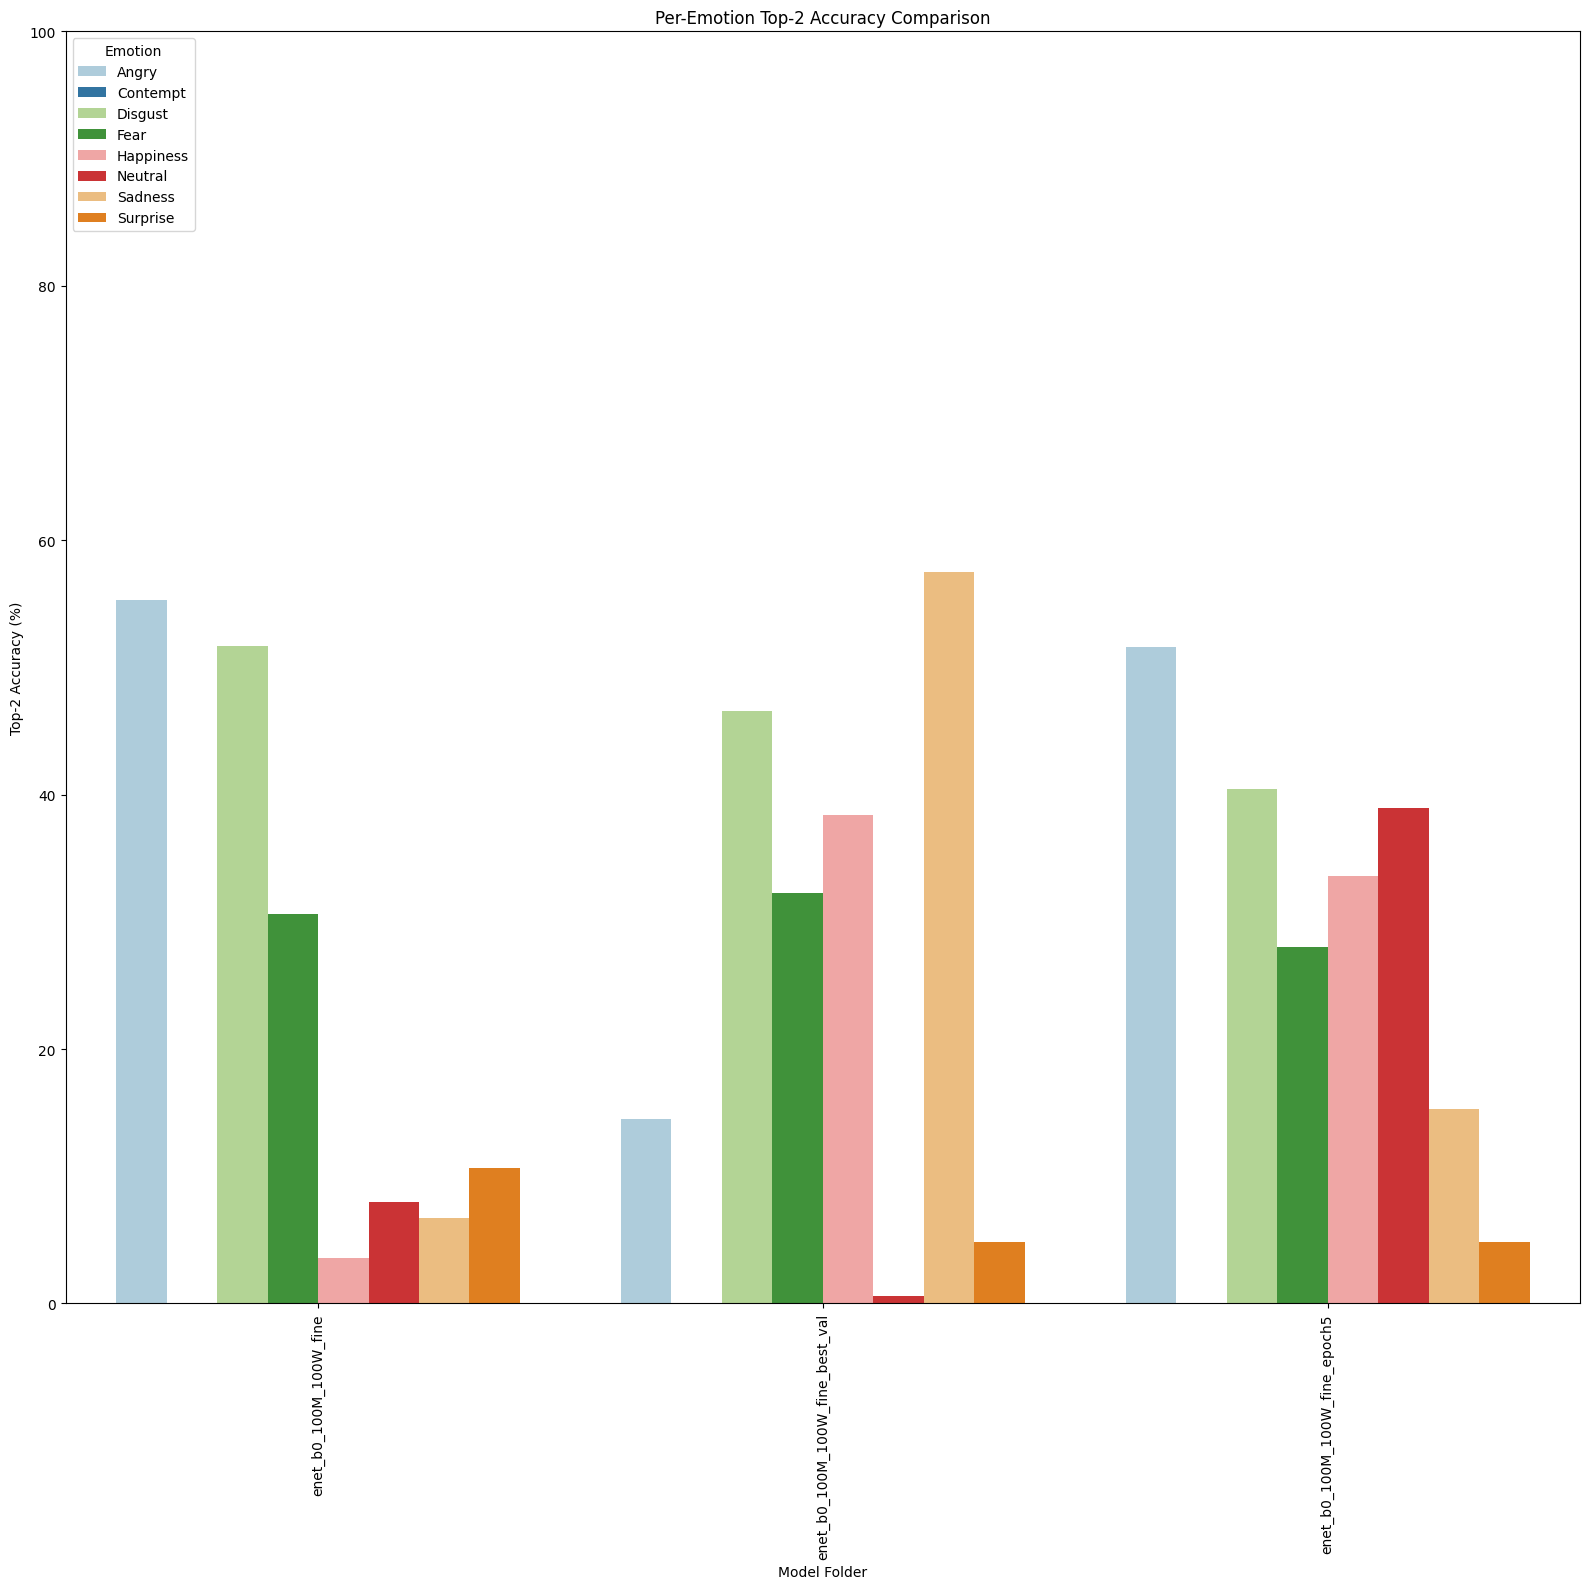 Per-Emotion Top-2 Accuracy Comparison
Emotion
Angry
Contempt
Disgust
Fear
Happiness
Neutral
Sadness
Surprise
100
80
60
40
20
0
Top-2 Accuracy (%)
enet_b0_100M_100W_fine
enet_b0_100M_100W_fine_best_val
enet_b0_100M_100W_fine_epoch5
Model Folder